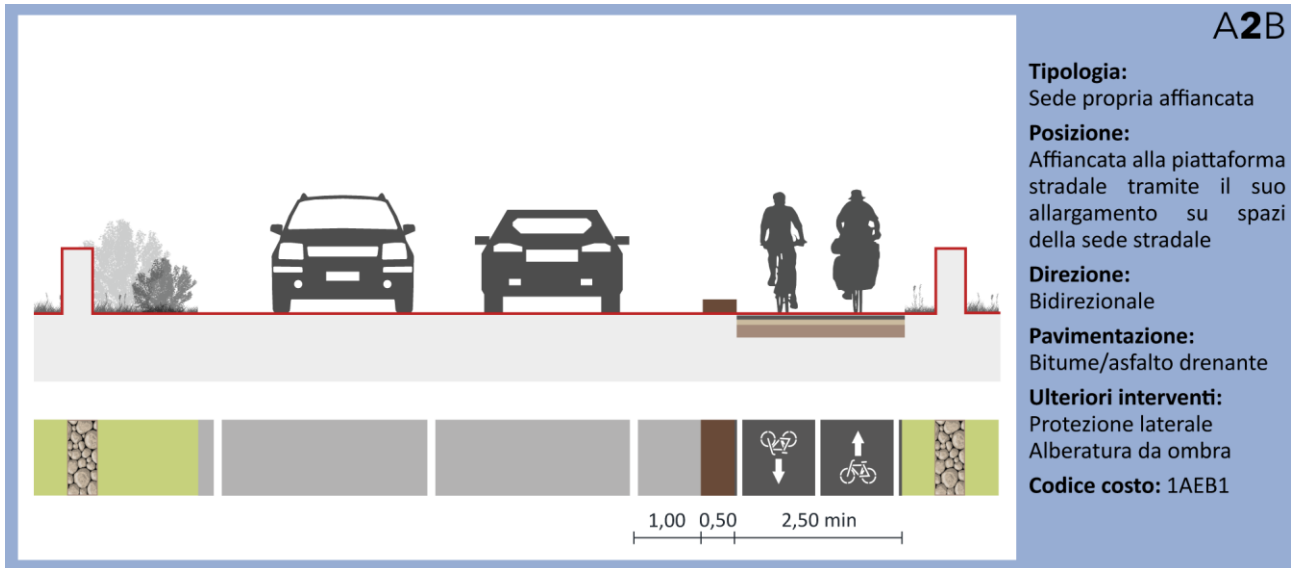 A2B
Tipologia:
Sede propria affiancata
Posizione:
Affiancata alla piattaforma
stradale tramite il suo
allargamento su spazi
della sede stradale
Direzione:
Bidirezionale
Pavimentazione:
Bitume/asfalto drenante
Ulteriori interventi:
Protezione laterale
Alberatura da ombra
Codice costo: 1AEB1
1,00 0,50 2,50 min